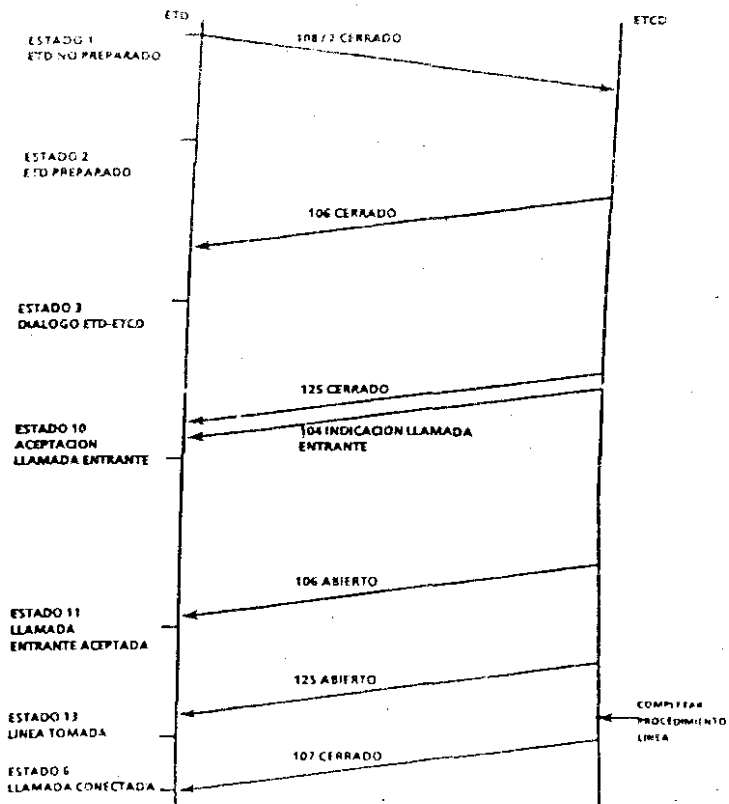 ETD
ETCD
ESTADO 1
ETD NO PREPARADO
108/2 CERRADO
ESTADO 2
ETD PREPARADO
106 CERRADO
ESTADO 3
DIALOGO ETD-ETCD
125 CERRADO
104 INDICACION LLAMADA
ENTRANTE
ESTADO 10
ACEPTACION
LLAMADA ENTRANTE
106 ABIERTO
ESTADO 11
LLAMADA
ENTRANTE ACEPTADA
125 ABIERTO
ESTADO 13
LINEA TOMADA
COMPLETAR
PROCEDIMIENTO
LINEA
107 CERRADO
ESTADO 6
LLAMADA CONECTADA